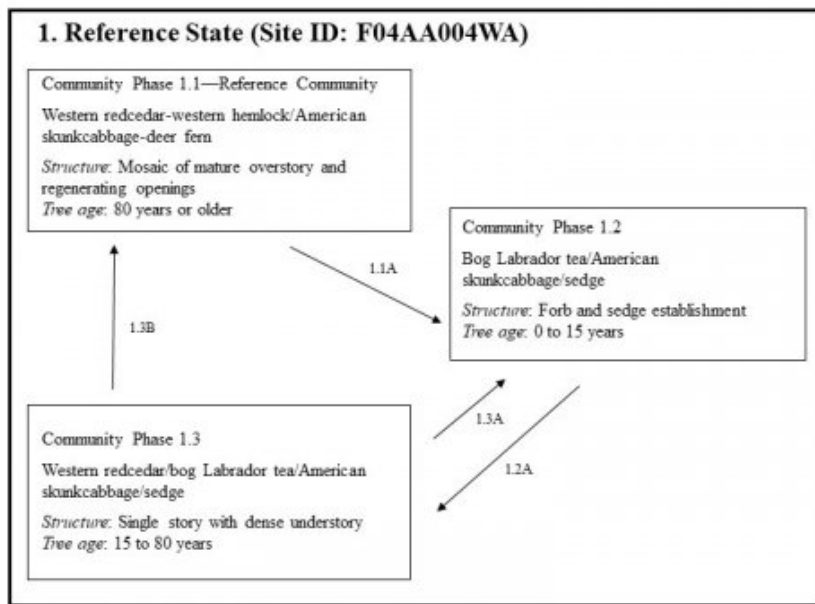 1. Reference State (Site ID: F04AA004WA)
Community Phase 1.1—Reference Community
Western redcedar-western hemlock/American
skunkcabbage-deer fern
Structure: Mosaic of mature overstory and
regenerating openings
Tree age: 80 years or older
1.1A
Community Phase 1.2
Bog Labrador tea/American
skunkcabbage/sedge
Structure: Forb and sedge establishment
Tree age: 0 to 15 years
1.3B
1.3A
1.2A
Community Phase 1.3
Western redcedar/bog Labrador tea/American
skunkcabbage/sedge
Structure: Single story with dense understory
Tree age: 15 to 80 years